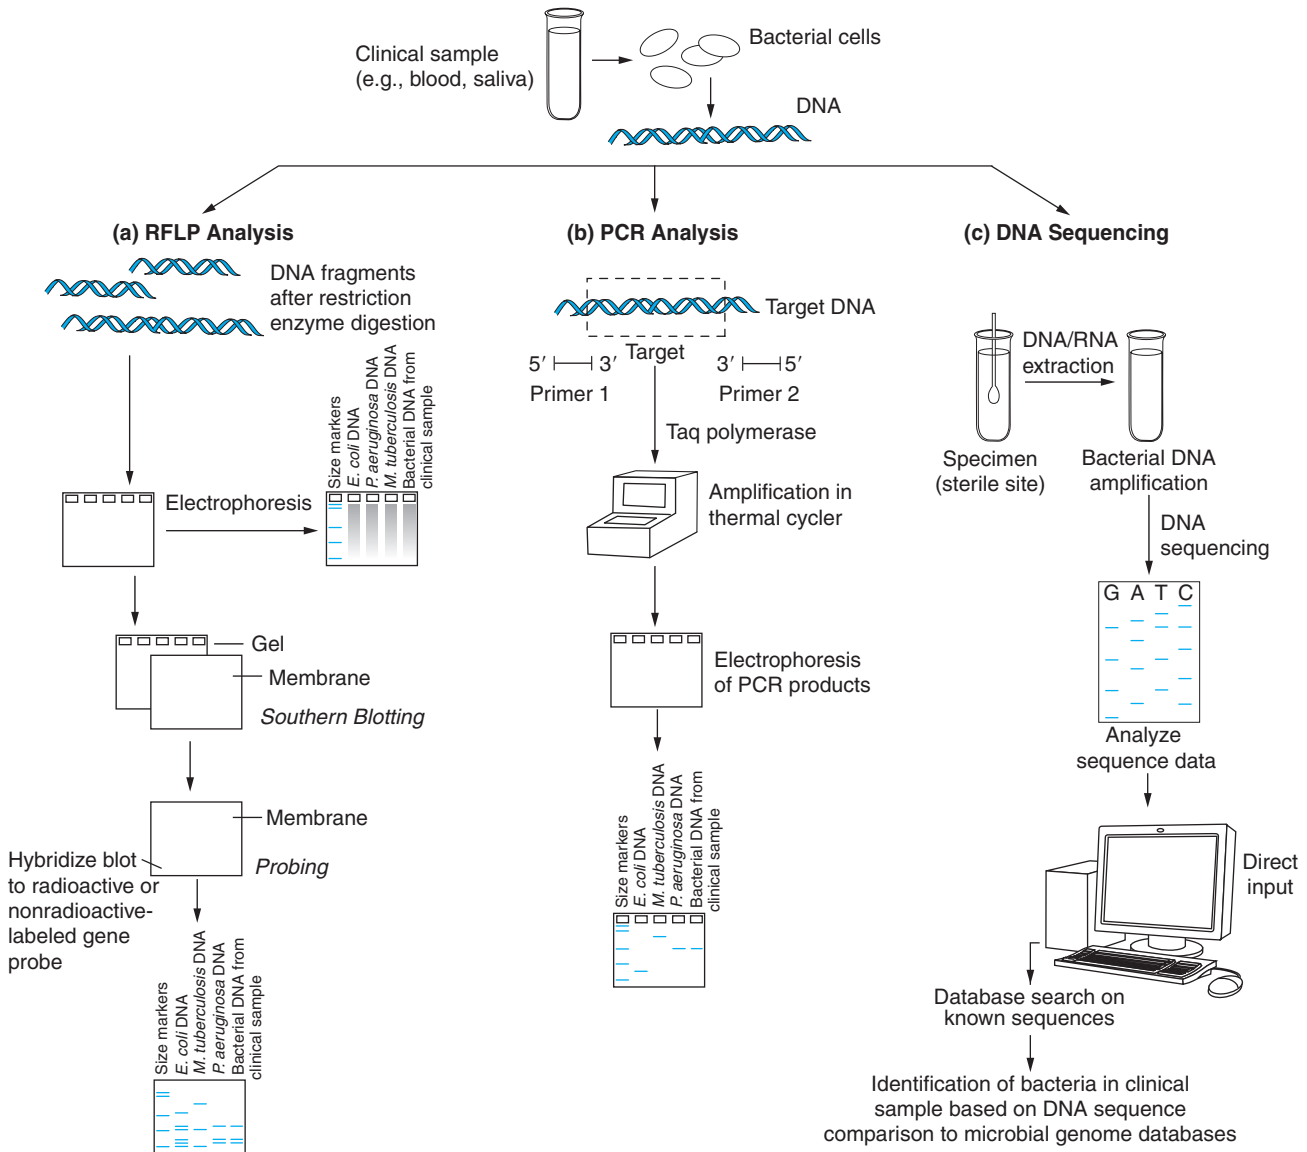 Clinical sample
(e.g., blood, saliva)
Bacterial cells
DNA
(a) RFLP Analysis
DNA fragments
after restriction
enzyme digestion
Electrophoresis
Size markers
E. coli DNA
P. aeruginosa DNA
M. tuberculosis DNA
Bacterial DNA from
clinical sample
Gel
Membrane
Southern Blotting
Membrane
Probing
Hybridize blot
to radioactive or
nonradioactive-
labeled gene
probe
Size markers
E. coli DNA
M. tuberculosis DNA
P. aeruginosa DNA
Bacterial DNA from
clinical sample
(b) PCR Analysis
Target DNA
Target
5′ 3′
Primer 1
3′ 5′
Primer 2
Taq polymerase
Amplification in
thermal cycler
Electrophoresis
of PCR products
Size markers
E. coli DNA
M. tuberculosis DNA
P. aeruginosa DNA
Bacterial DNA from
clinical sample
(c) DNA Sequencing
DNA/RNA
extraction
Specimen
(sterile site)
Bacterial DNA
amplification
DNA
sequencing
G A T C
Analyze
sequence data
Direct
input
Database search on
known sequences
Identification of bacteria in clinical
sample based on DNA sequence
comparison to microbial genome databases